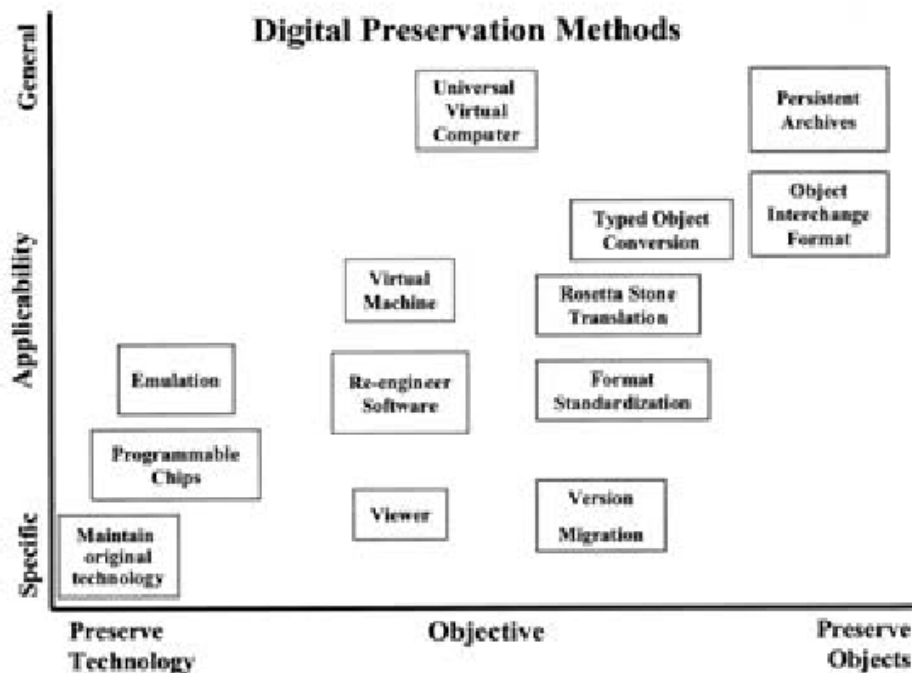 Digital Preservation Methods
General
Applicability
Specific
Universal
Virtual
Computer
Persistent
Archives
Object
Interchange
Format
Typed Object
Conversion
Virtual
Machine
Rosetta Stone
Translation
Emulation
Re-engineer
Software
Format
Standardization
Programmable
Chips
Viewer
Version
Migration
Maintain
original
technology
Preserve
Technology
Objective
Preserve
Objects